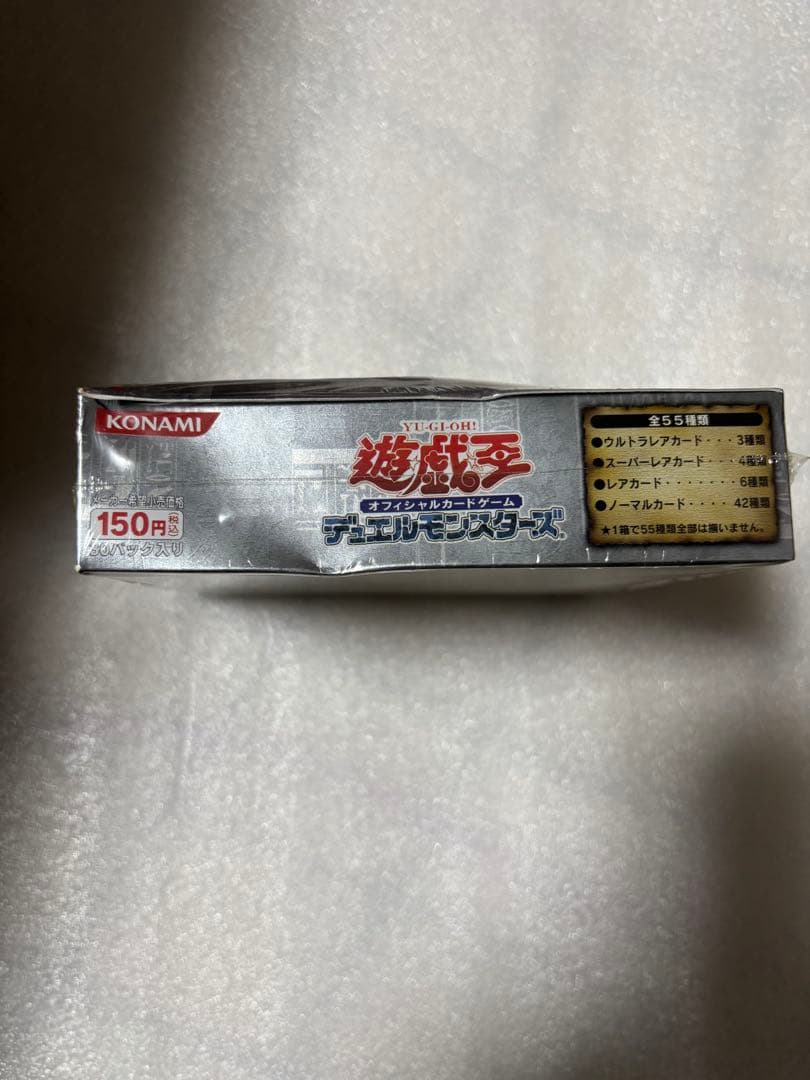 KONAMI
メーカー希望小売価格
150円(税込)
30パック入り
YU-GI-OH!
遊戯王
オフィシャルカードゲーム
デュエルモンスターズ
全55種類
●ウルトラレアカード・・・3種類
●スーパーレアカード・・・4種類
●レアカード・・・・・・・6種類
●ノーマルカード・・・・・42種類
★1箱で55種類全部は揃いません。